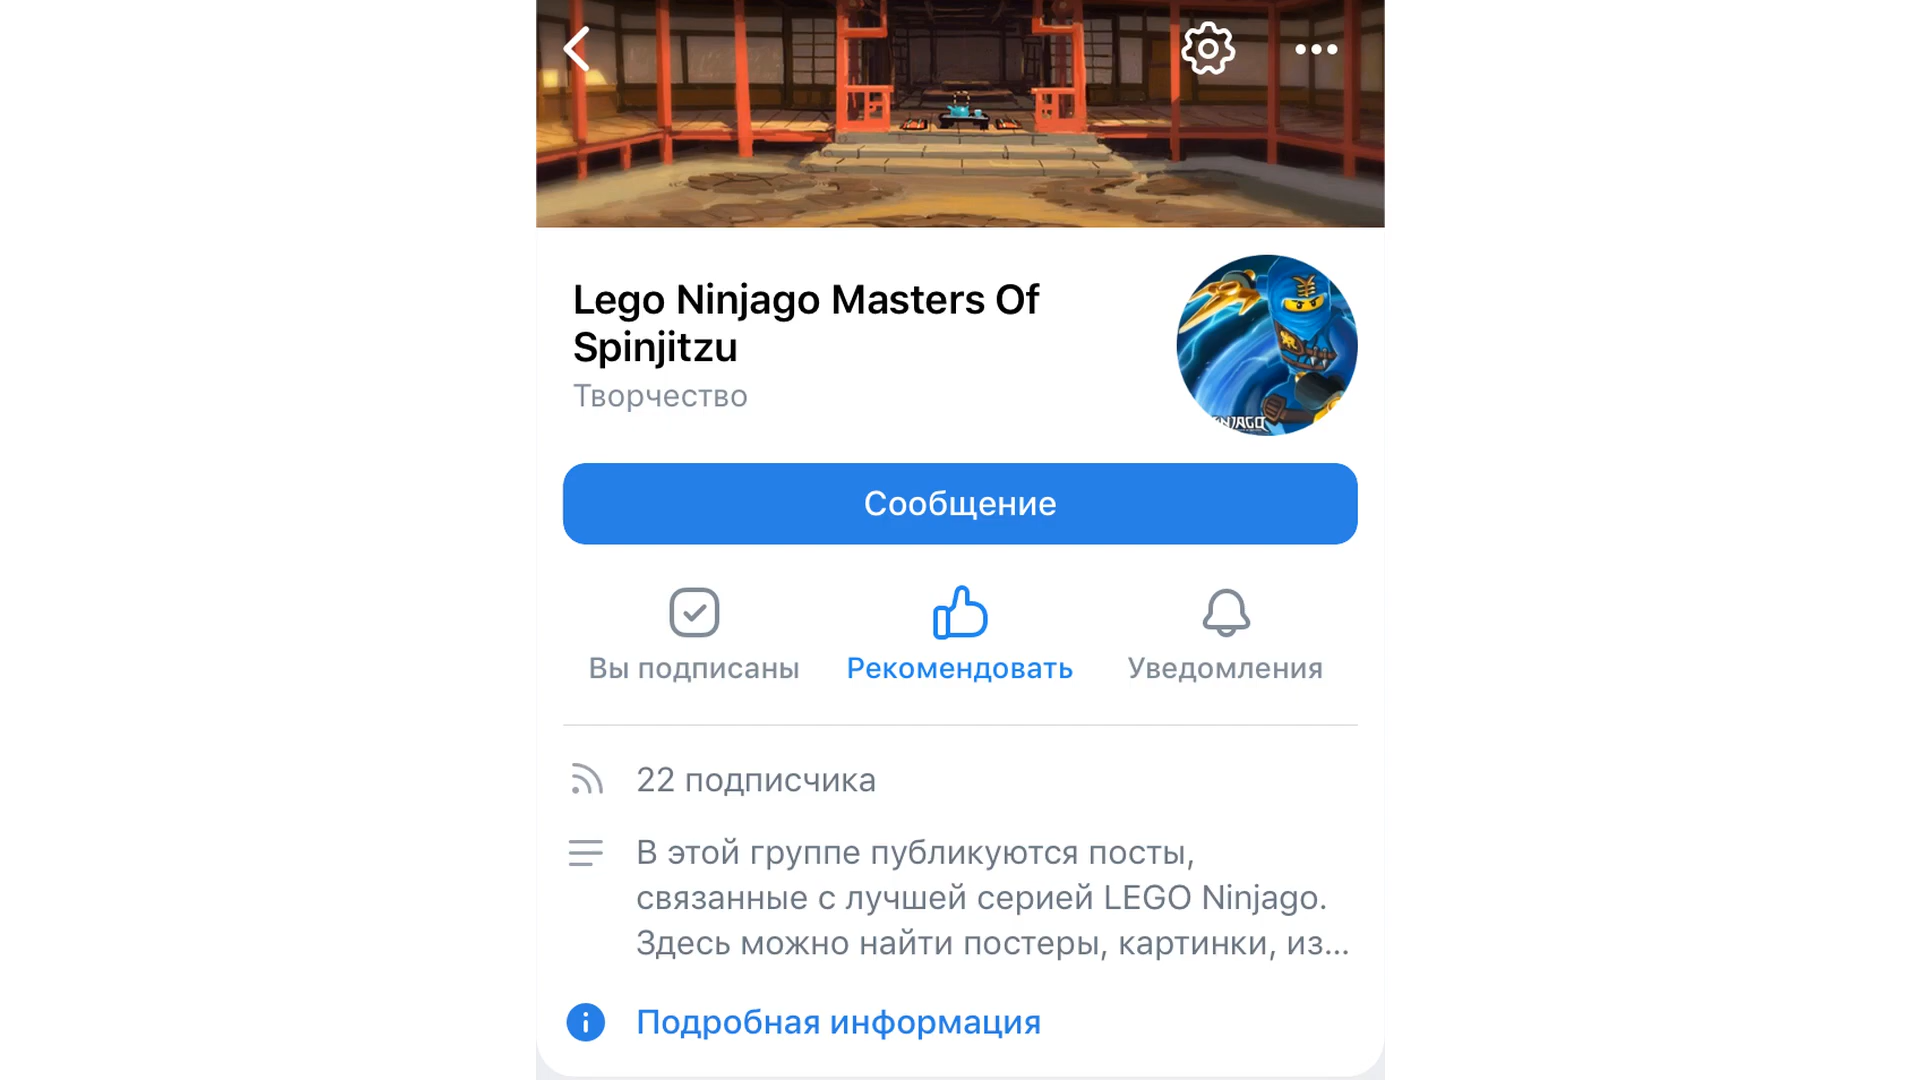 Lego Ninjago Masters Of
Spinjitzu
Творчество
NJAGO
Сообщение
Вы подписаны
Рекомендовать
Уведомления
22 подписчика
В этой группе публикуются посты,
связанные с лучшей серией LEGO Ninjago.
Здесь можно найти постеры, картинки, из...
Подробная информация